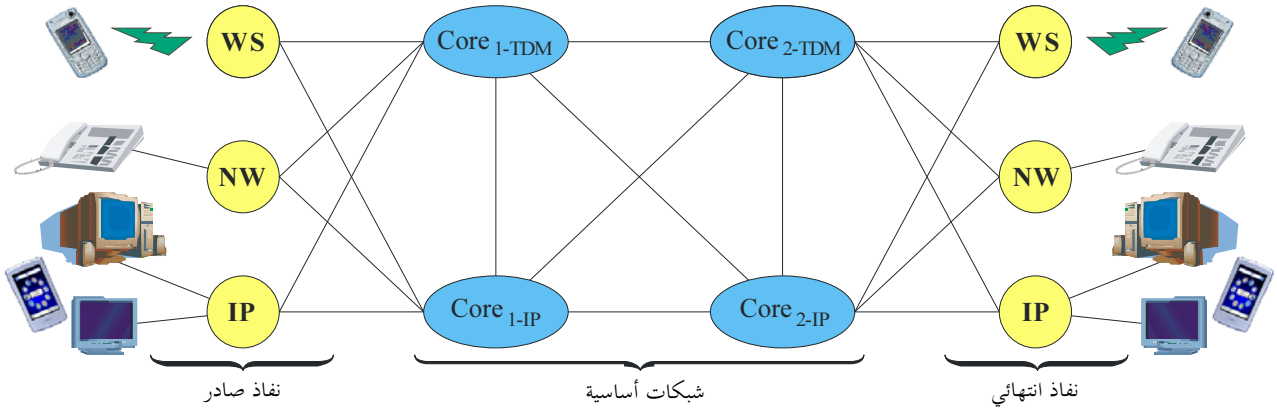 WS Core 1-TDM Core 2-TDM WS
NW NW
IP Core 1-IP Core 2-IP IP
نفاذ صادر شبكات أساسية نفاذ انتهائي